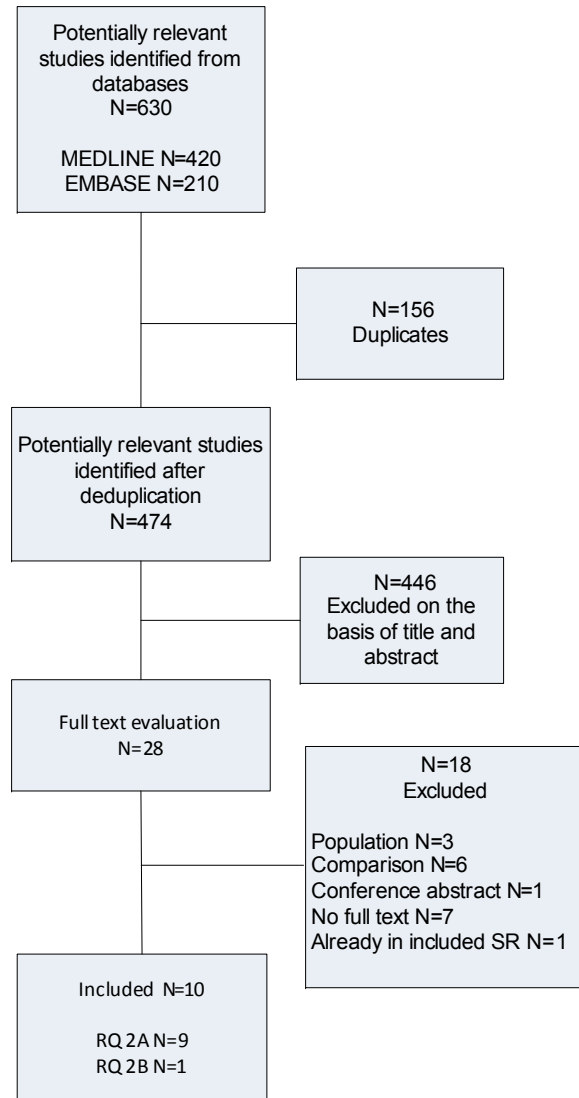 Potentially relevant
studies identified from
databases
N=630
MEDLINE N=420
EMBASE N=210
N=156
Duplicates
Potentially relevant studies
identified after
deduplication
N=474
N=446
Excluded on the
basis of title and
abstract
Full text evaluation
N=28
N=18
Excluded
Population N=3
Comparison N=6
Conference abstract N=1
No full text N=7
Already in included SR N=1
Included N=10
RQ 2A N=9
RQ 2B N=1